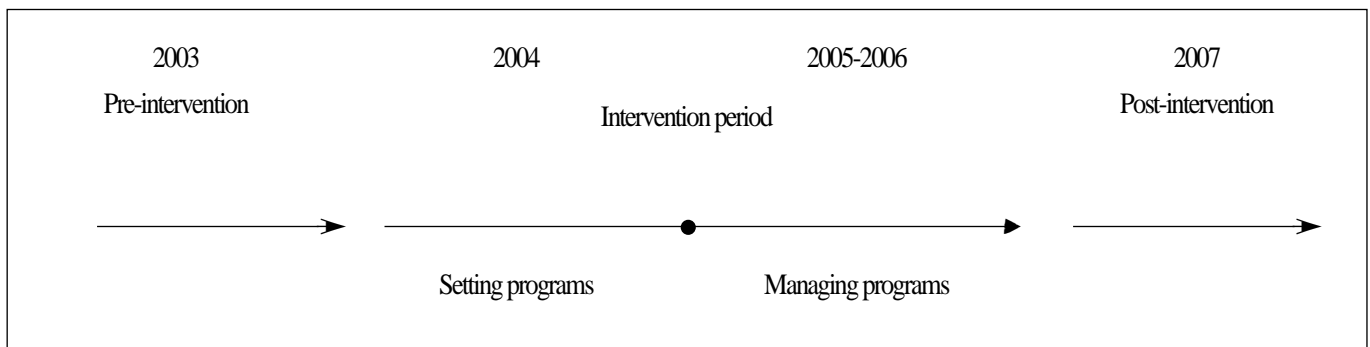 2003 2004 2005-2006 2007
Pre-intervention Intervention period Post-intervention
Setting programs Managing programs